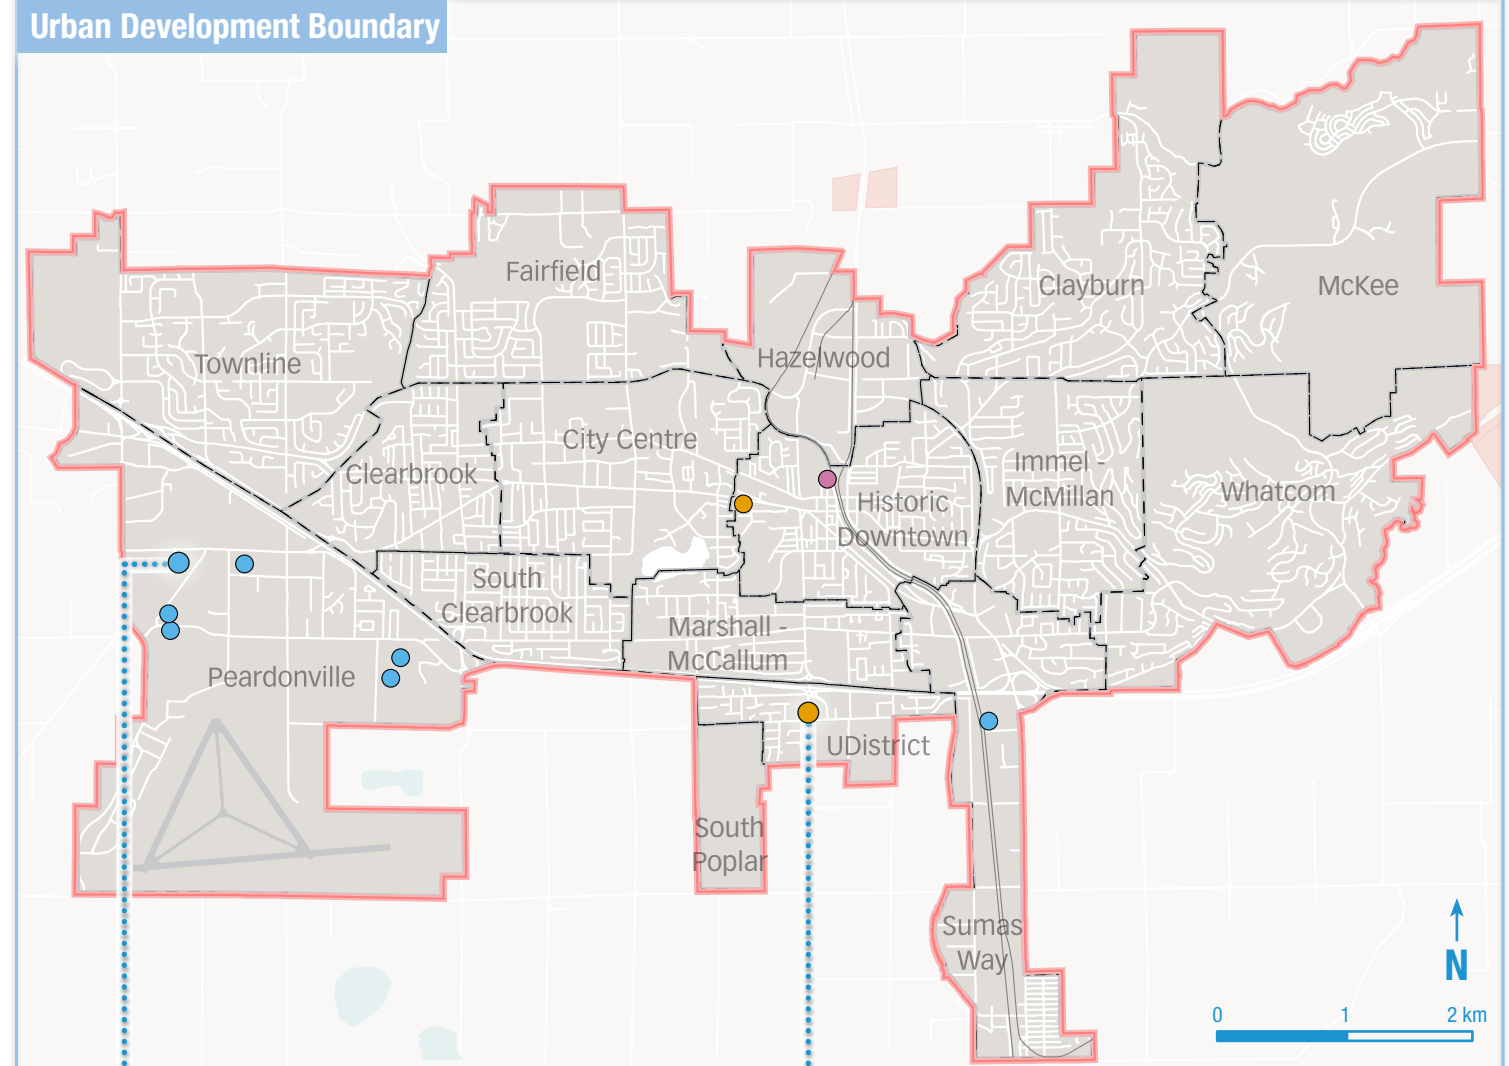 Urban Development Boundary
Fairfield
Clayburn
McKee
Townline
Hazelwood
City Centre
Clearbrook
Immel -
McMillan
Whatcom
Historic
Downtown
South
Clearbrook
Marshall -
McCallum
Peardonville
UDistrict
South
Poplar
Sumas
Way
N
0 1 2 km